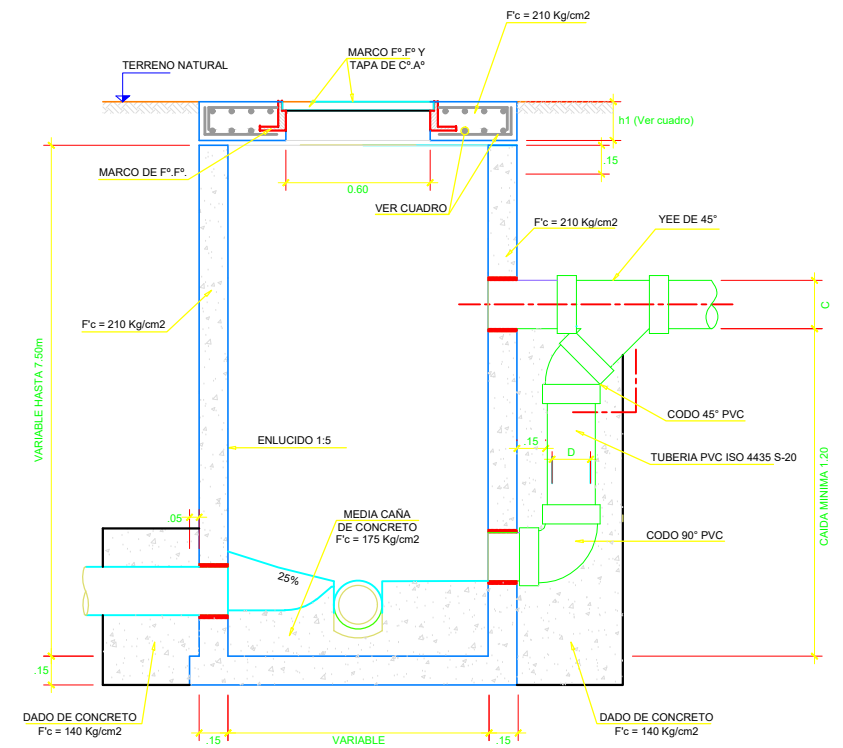 F'c = 210 Kg/cm2
MARCO Fº.Fº Y
TAPA DE Cº.Aº
TERRENO NATURAL
h1 (Ver cuadro)
.15
MARCO DE Fº.Fº.
0.60
VER CUADRO
F'c = 210 Kg/cm2
YEE DE 45°
C
F'c = 210 Kg/cm2
VARIABLE HASTA 7,50m
CODO 45° PVC
ENLUCIDO 1:5
.15
D
TUBERIA PVC ISO 4435 S-20
CAIDA MINIMA 1.20
.05
MEDIA CAÑA
DE CONCRETO
F'c = 175 Kg/cm2
CODO 90° PVC
25%
.15
DADO DE CONCRETO
F'c = 140 Kg/cm2
DADO DE CONCRETO
F'c = 140 Kg/cm2
.15
VARIABLE
.15